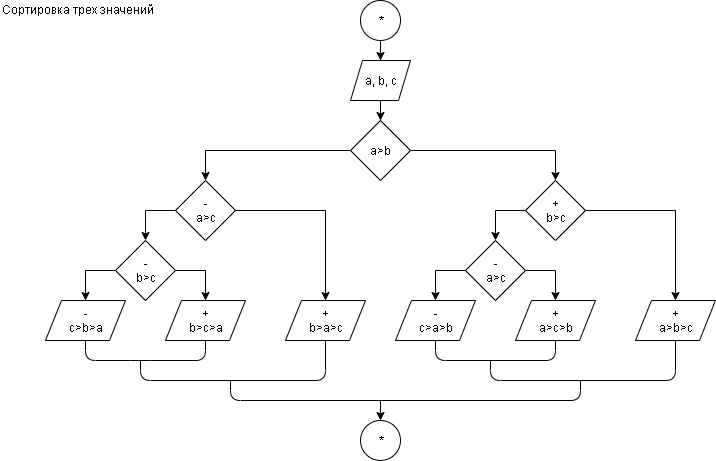 Сортировка трех значений
*
a, b, c
a>b
-
a>c
+
b>c
-
b>c
-
a>c
-
c>b>a
+
b>c>a
+
b>a>c
-
c>a>b
+
a>c>b
+
a>b>c
*